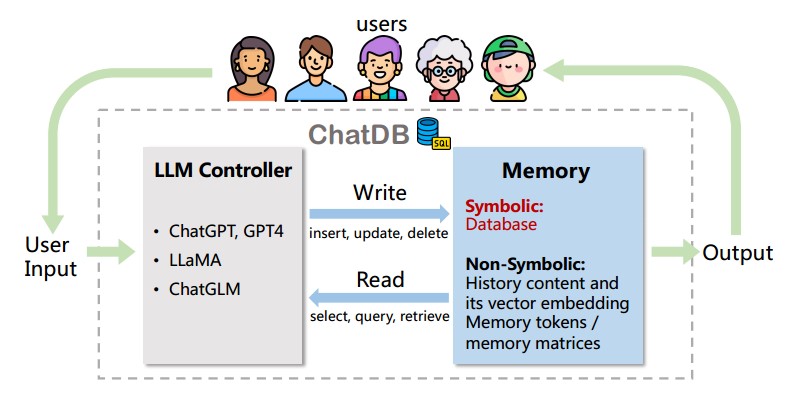 users
ChatDB
SQL
LLM Controller
• ChatGPT, GPT4
• LLaMA
• ChatGLM
Write
insert, update, delete
Read
select, query, retrieve
Memory
Symbolic:
Database
Non-Symbolic:
History content and
its vector embedding
Memory tokens /
memory matrices
User
Input
Output